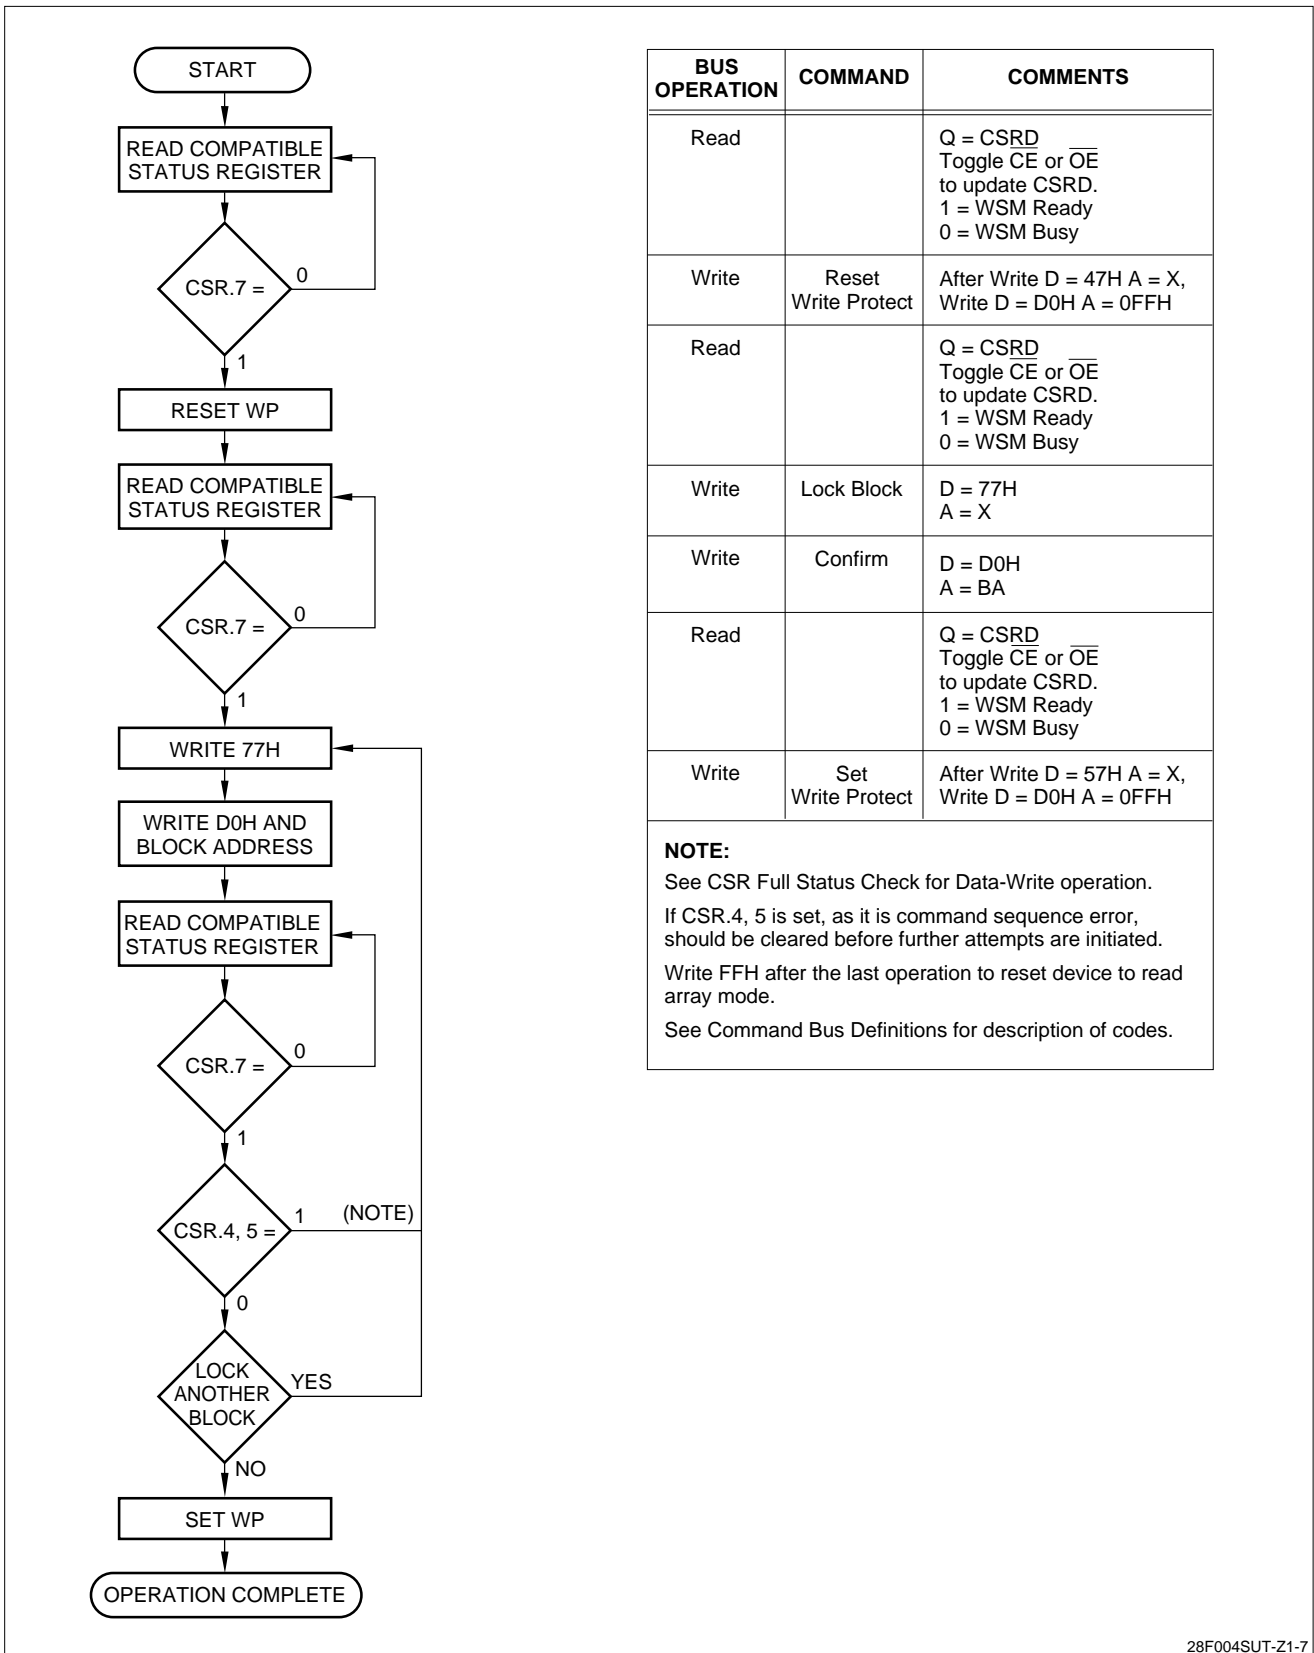 START
READ COMPATIBLE
STATUS REGISTER
CSR.7 =
0
1
RESET WP
READ COMPATIBLE
STATUS REGISTER
CSR.7 =
0
1
WRITE 77H
WRITE D0H AND
BLOCK ADDRESS
READ COMPATIBLE
STATUS REGISTER
CSR.7 =
0
1
CSR.4, 5 =
1
(NOTE)
0
LOCK
ANOTHER
BLOCK
YES
NO
SET WP
OPERATION COMPLETE
BUS
OPERATION
COMMAND
COMMENTS
Read
Q = CSRD
Toggle C̅E̅ or O̅E̅
to update CSRD.
1 = WSM Ready
0 = WSM Busy
Write
Reset
Write Protect
After Write D = 47H A = X,
Write D = D0H A = 0FFH
Read
Q = CSRD
Toggle C̅E̅ or O̅E̅
to update CSRD.
1 = WSM Ready
0 = WSM Busy
Write
Lock Block
D = 77H
A = X
Write
Confirm
D = D0H
A = BA
Read
Q = CSRD
Toggle C̅E̅ or O̅E̅
to update CSRD.
1 = WSM Ready
0 = WSM Busy
Write
Set
Write Protect
After Write D = 57H A = X,
Write D = D0H A = 0FFH
NOTE:
See CSR Full Status Check for Data-Write operation.
If CSR.4, 5 is set, as it is command sequence error,
should be cleared before further attempts are initiated.
Write FFH after the last operation to reset device to read
array mode.
See Command Bus Definitions for description of codes.
28F004SUT-Z1-7